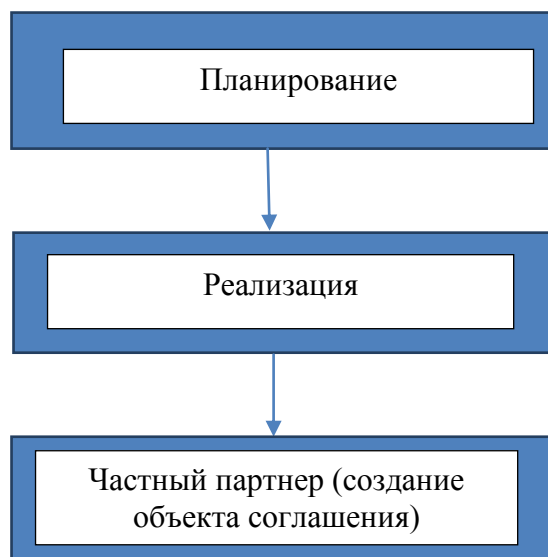 Планирование
Реализация
Частный партнер (создание
объекта соглашения)